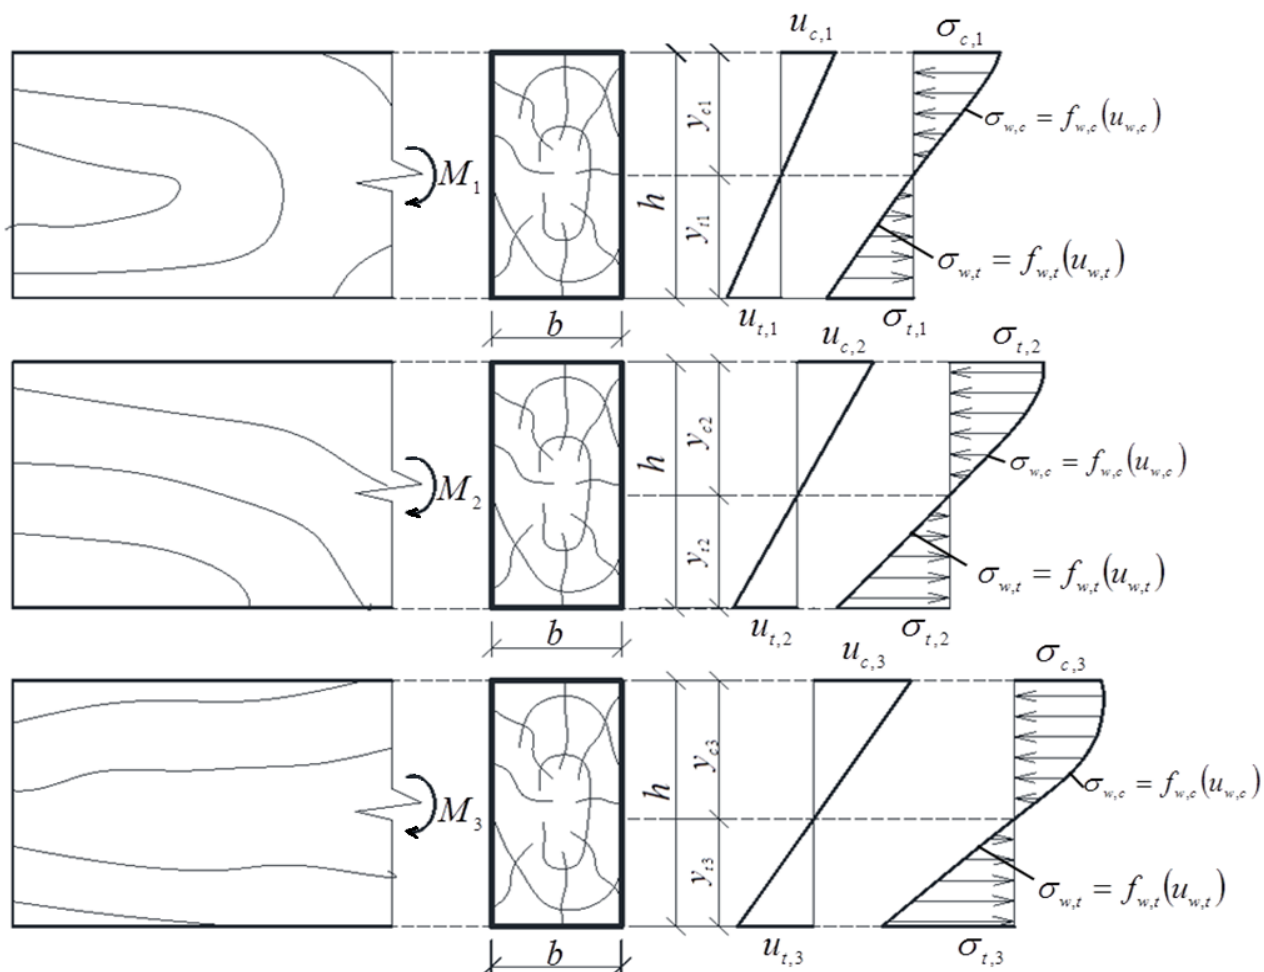 u_{c,1} σ_{c,1}
y_{c1} σ_{w,c} = f_{w,c}(u_{w,c})
M_1
h
y_{t1} σ_{w,t} = f_{w,t}(u_{w,t})
b u_{t,1} σ_{t,1}
u_{c,2} σ_{t,2}
y_{c2} σ_{w,c} = f_{w,c}(u_{w,c})
M_2
h
y_{t2} σ_{w,t} = f_{w,t}(u_{w,t})
b u_{t,2} σ_{t,2}
u_{c,3} σ_{c,3}
y_{c3} σ_{w,c} = f_{w,c}(u_{w,c})
M_3
h
y_{t3} σ_{w,t} = f_{w,t}(u_{w,t})
b u_{t,3} σ_{t,3}